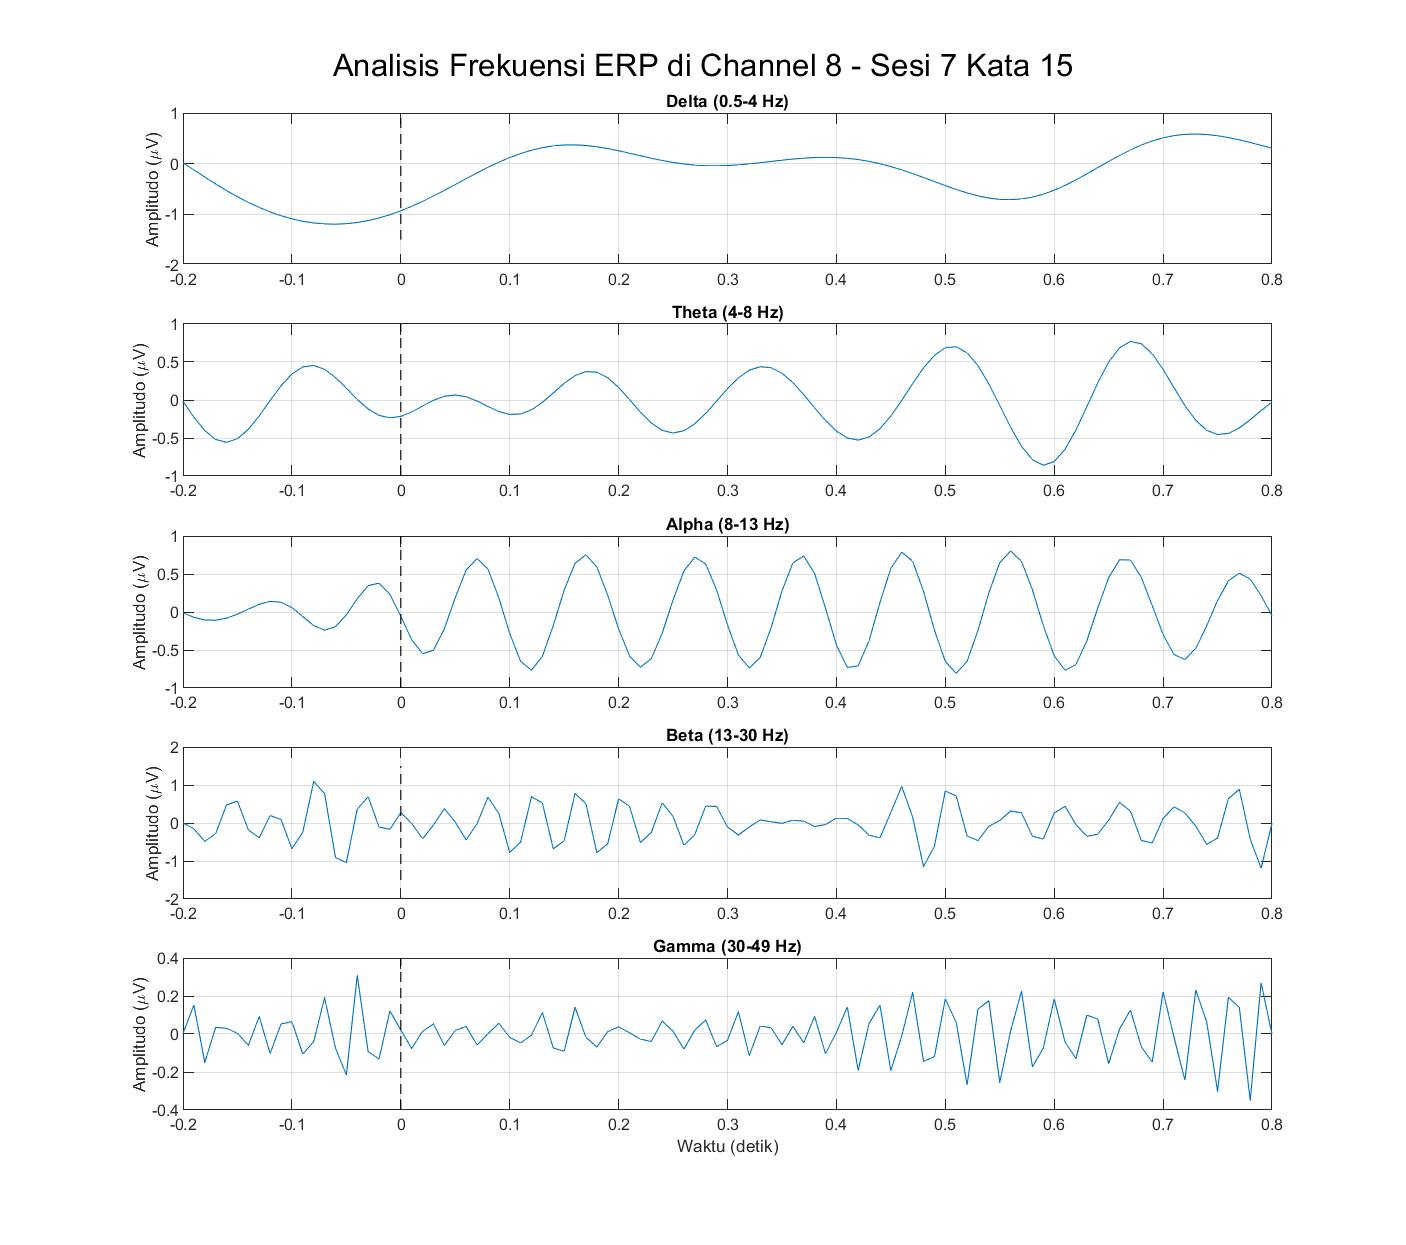 Analisis Frekuensi ERP di Channel 8 - Sesi 7 Kata 15
Delta (0.5-4 Hz)
Amplitudo (μV)
1
0
-1
-2
-0.2 -0.1 0 0.1 0.2 0.3 0.4 0.5 0.6 0.7 0.8
Theta (4-8 Hz)
Amplitudo (μV)
1
0.5
0
-0.5
-1
-0.2 -0.1 0 0.1 0.2 0.3 0.4 0.5 0.6 0.7 0.8
Alpha (8-13 Hz)
Amplitudo (μV)
1
0.5
0
-0.5
-1
-0.2 -0.1 0 0.1 0.2 0.3 0.4 0.5 0.6 0.7 0.8
Beta (13-30 Hz)
Amplitudo (μV)
2
1
0
-1
-2
-0.2 -0.1 0 0.1 0.2 0.3 0.4 0.5 0.6 0.7 0.8
Gamma (30-49 Hz)
Amplitudo (μV)
0.4
0.2
0
-0.2
-0.4
-0.2 -0.1 0 0.1 0.2 0.3 0.4 0.5 0.6 0.7 0.8
Waktu (detik)